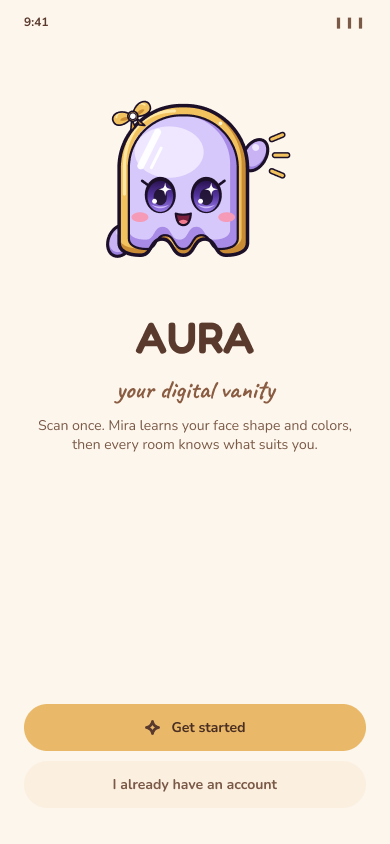 9:41
AURA
your digital vanity
Scan once. Mira learns your face shape and colors,
then every room knows what suits you.
Get started
I already have an account